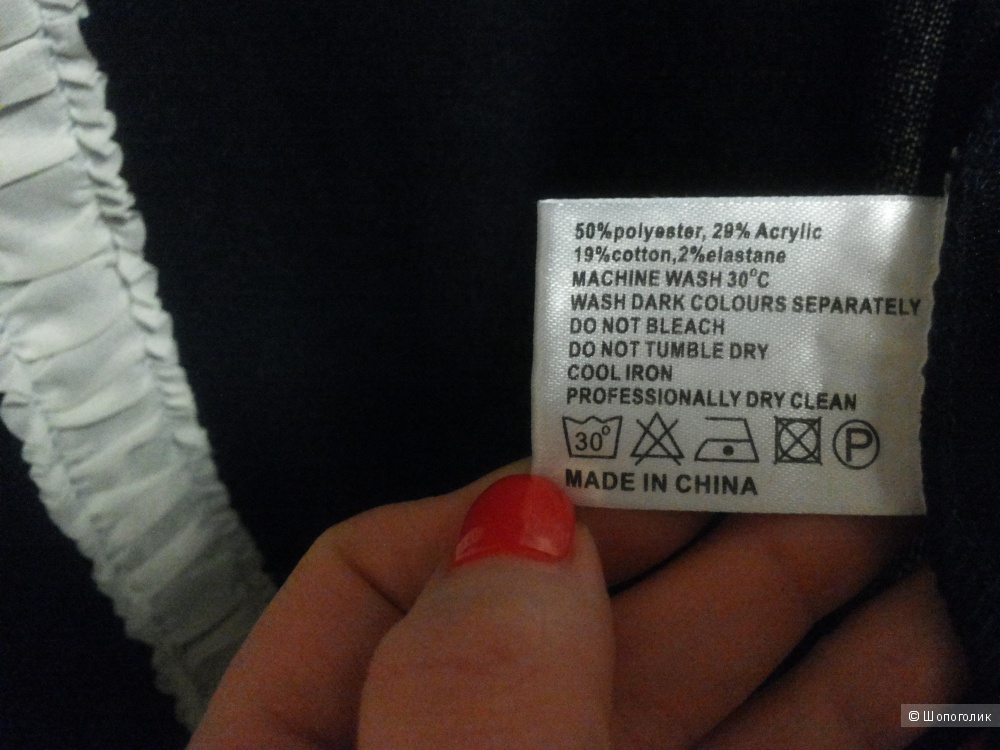 50%polyester, 29% Acrylic
19%cotton,2%elastane
MACHINE WASH 30°C
WASH DARK COLOURS SEPARATELY
DO NOT BLEACH
DO NOT TUMBLE DRY
COOL IRON
PROFESSIONALLY DRY CLEAN
30° P
MADE IN CHINA
© Шопоголик